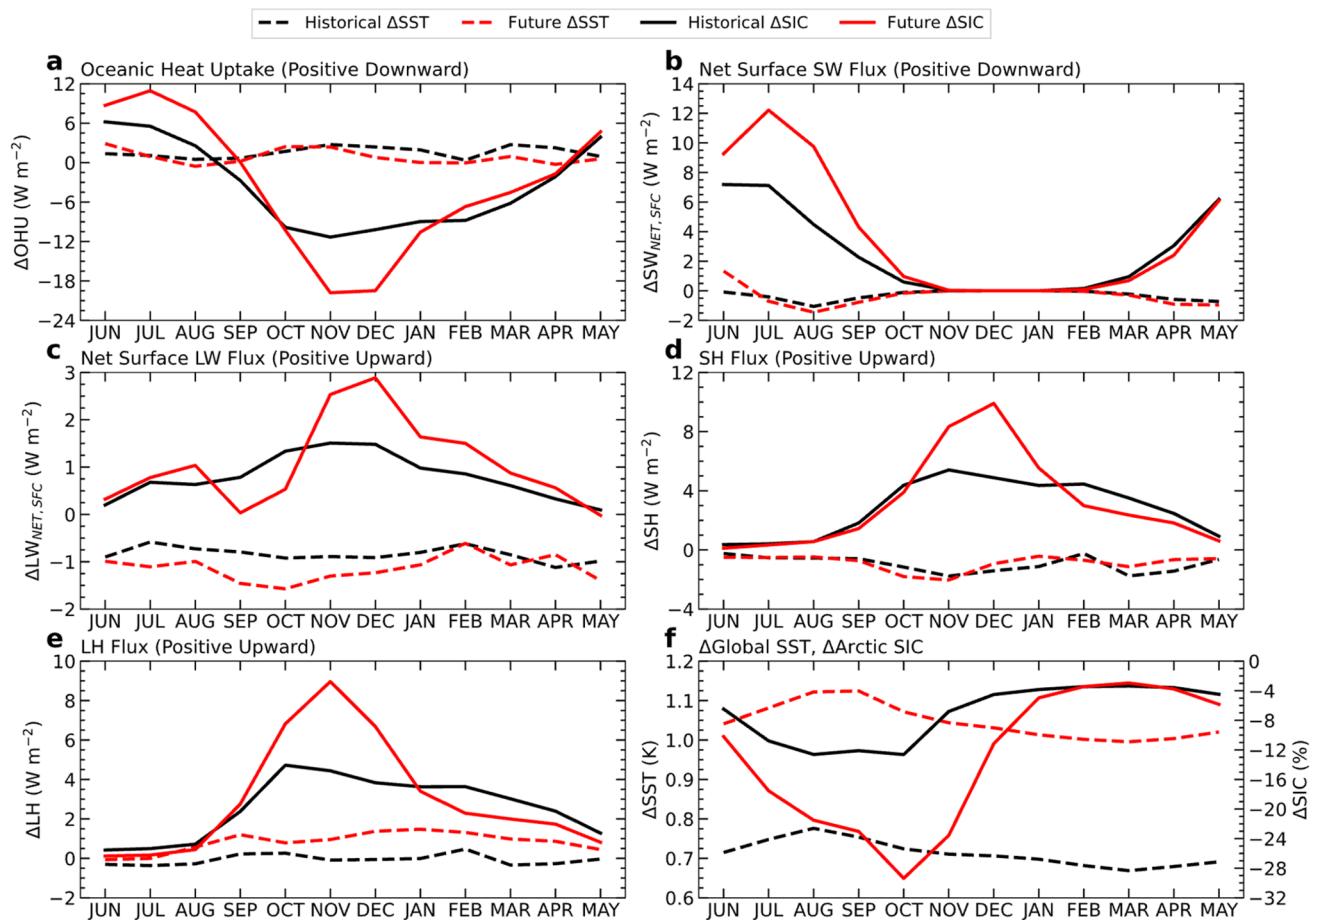 Historical ΔSST Future ΔSST Historical ΔSIC Future ΔSIC
a Oceanic Heat Uptake (Positive Downward)
ΔOHU (W m⁻²)
12
6
0
−6
−12
−18
−24
JUN JUL AUG SEP OCT NOV DEC JAN FEB MAR APR MAY
b Net Surface SW Flux (Positive Downward)
ΔSW_NET,SFC (W m⁻²)
14
12
10
8
6
4
2
0
−2
JUN JUL AUG SEP OCT NOV DEC JAN FEB MAR APR MAY
c Net Surface LW Flux (Positive Upward)
ΔLW_NET,SFC (W m⁻²)
3
2
1
0
−1
−2
JUN JUL AUG SEP OCT NOV DEC JAN FEB MAR APR MAY
d SH Flux (Positive Upward)
ΔSH (W m⁻²)
12
8
4
0
−4
JUN JUL AUG SEP OCT NOV DEC JAN FEB MAR APR MAY
e LH Flux (Positive Upward)
ΔLH (W m⁻²)
10
8
6
4
2
0
−2
JUN JUL AUG SEP OCT NOV DEC JAN FEB MAR APR MAY
f ΔGlobal SST, ΔArctic SIC
ΔSST (K)
1.2
1.1
1.0
0.9
0.8
0.7
0.6
0
−4
−8
−12
−16
−20
−24
−28
−32
ΔSIC (%)
JUN JUL AUG SEP OCT NOV DEC JAN FEB MAR APR MAY